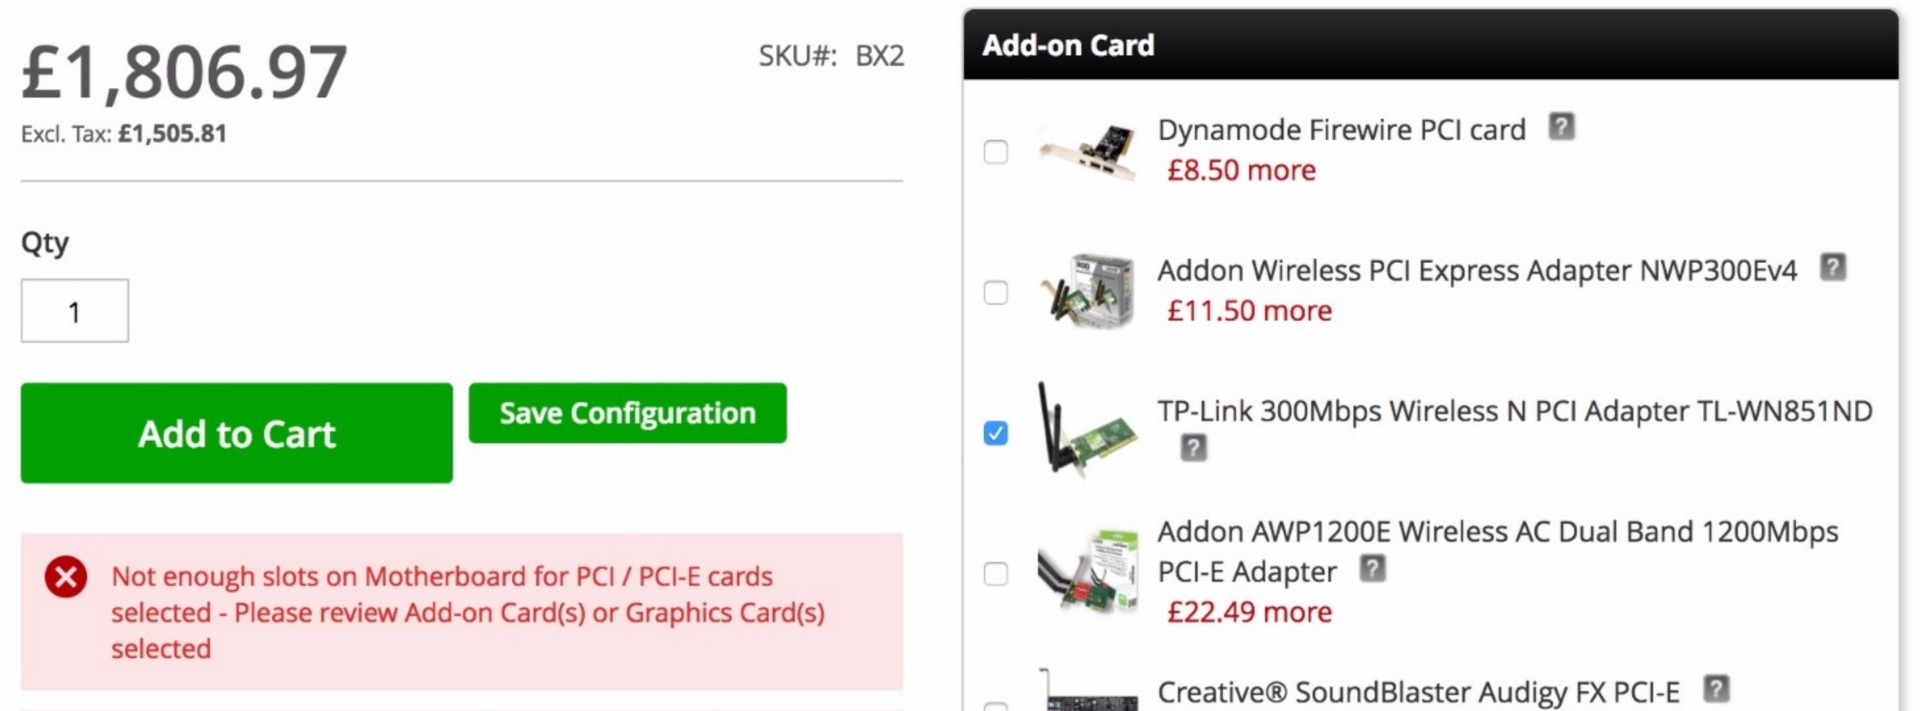 £1,806.97
SKU#: BX2
Excl. Tax: £1,505.81
Qty
1
Add to Cart
Save Configuration
Not enough slots on Motherboard for PCI / PCI-E cards
selected - Please review Add-on Card(s) or Graphics Card(s)
selected
Add-on Card
Dynamode Firewire PCI card ?
£8.50 more
Addon Wireless PCI Express Adapter NWP300Ev4 ?
£11.50 more
TP-Link 300Mbps Wireless N PCI Adapter TL-WN851ND
?
Addon AWP1200E Wireless AC Dual Band 1200Mbps
PCI-E Adapter ?
£22.49 more
Creative® SoundBlaster Audigy FX PCI-E ?